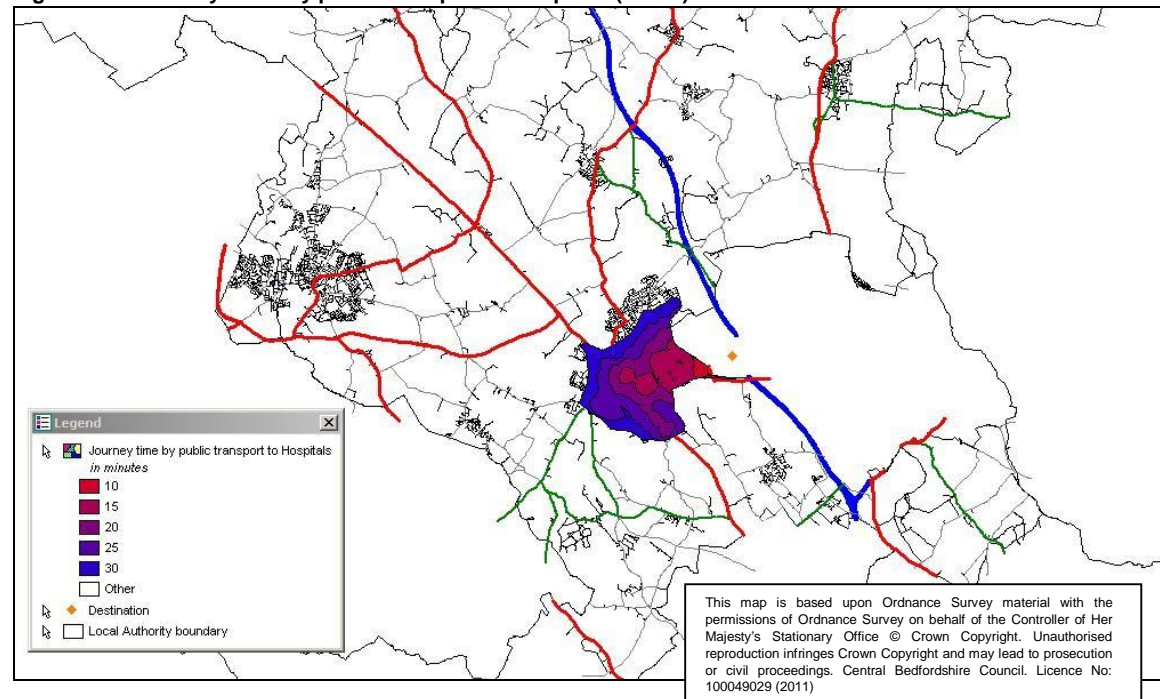 Legend
Journey time by public transport to Hospitals
in minutes
10
15
20
25
30
Other
Destination
Local Authority boundary
This map is based upon Ordnance Survey material with the
permissions of Ordnance Survey on behalf of the Controller of Her
Majesty's Stationary Office © Crown Copyright. Unauthorised
reproduction infringes Crown Copyright and may lead to prosecution
or civil proceedings. Central Bedfordshire Council. Licence No:
100049029 (2011)